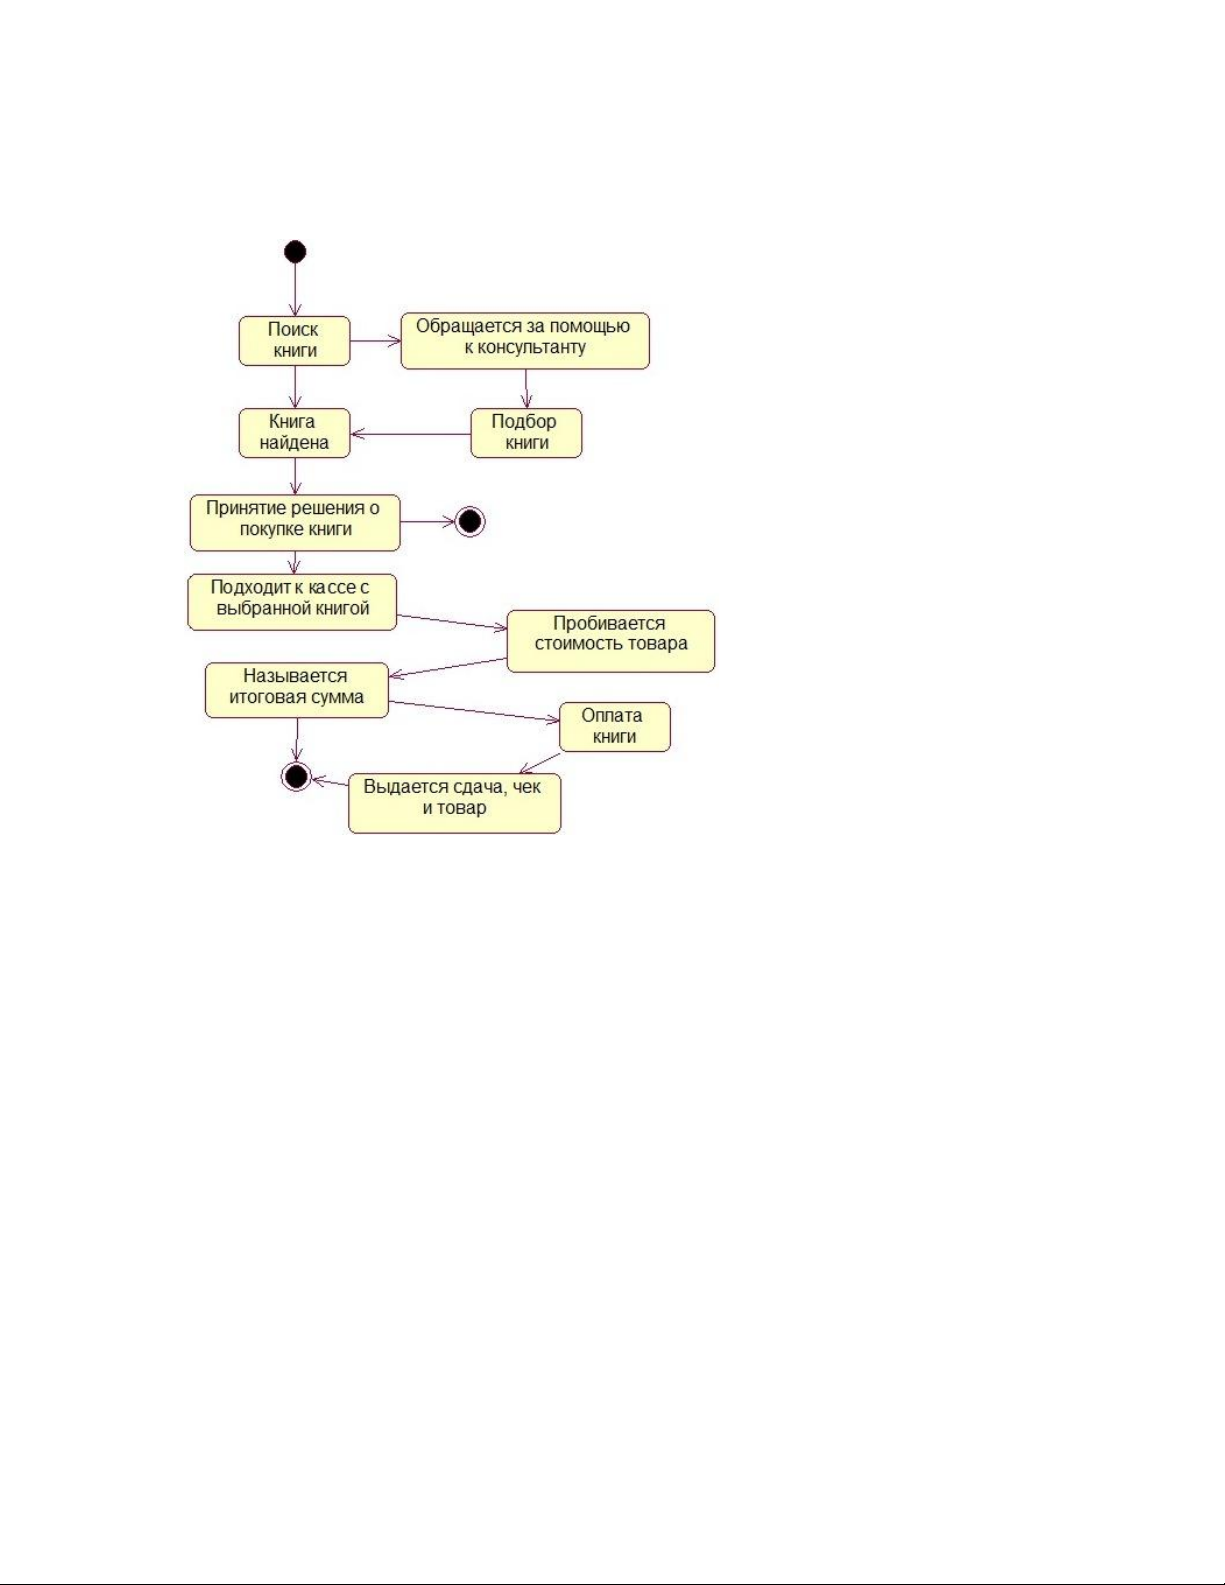 Поиск
книги
Обращается за помощью
к консультанту
Книга
найдена
Подбор
книги
Принятие решения о
покупке книги
Подходит к кассе с
выбранной книгой
Пробивается
стоимость товара
Называется
итоговая сумма
Оплата
книги
Выдается сдача, чек
и товар